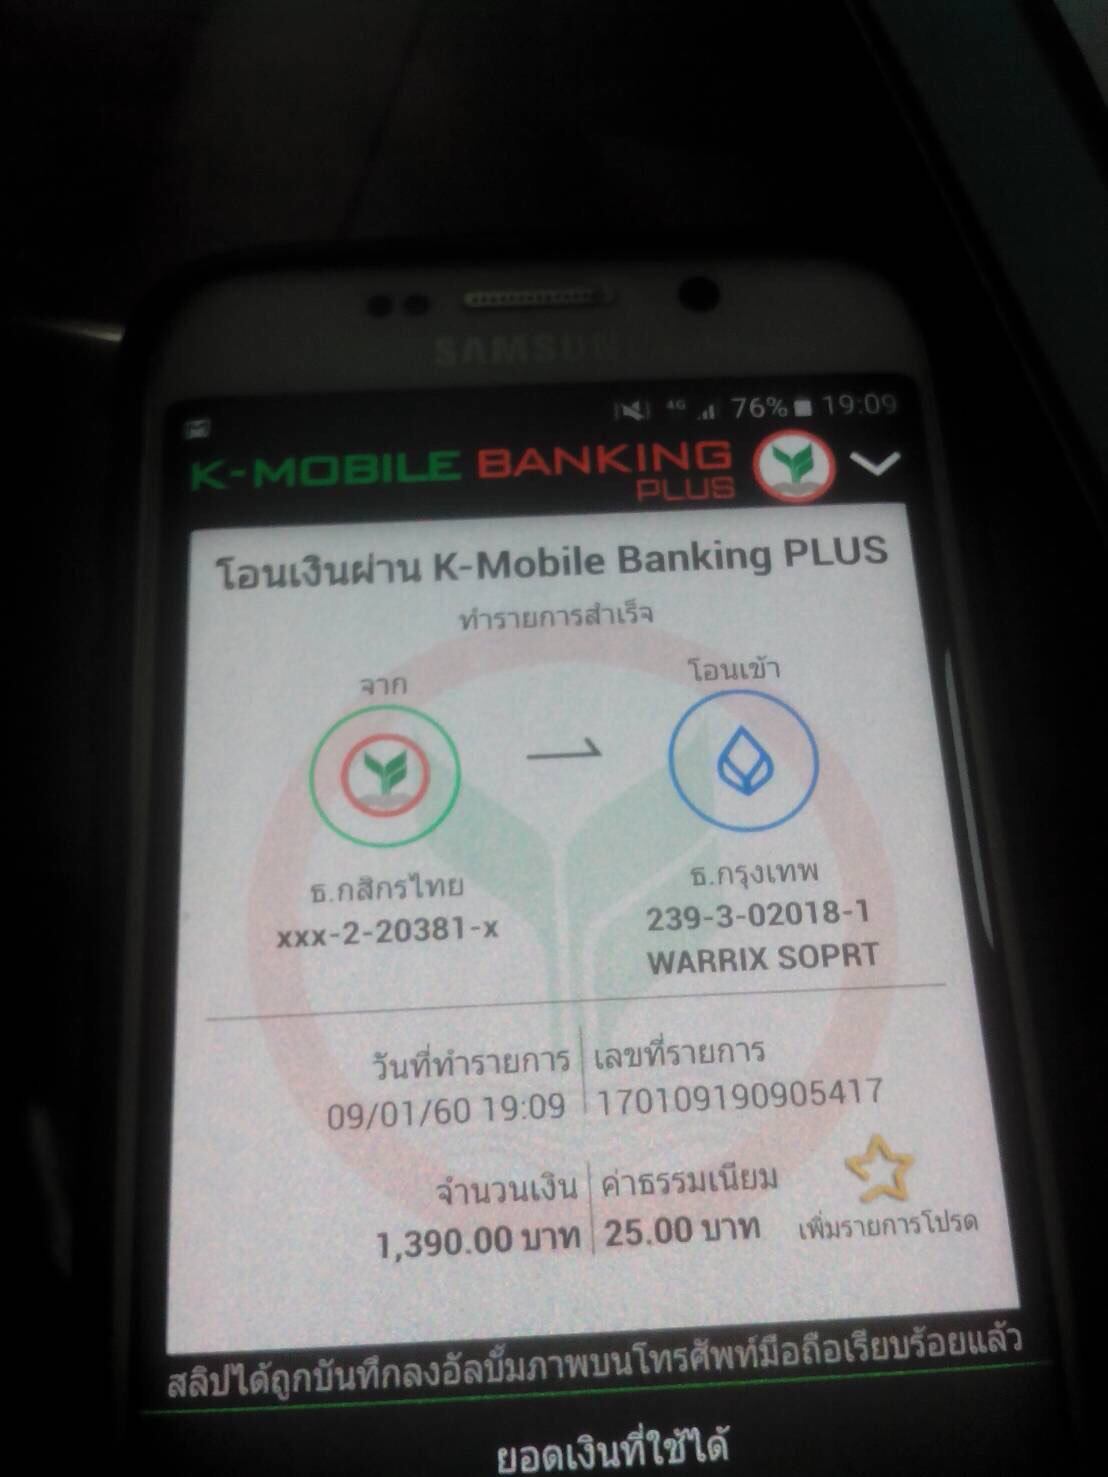 SAMSUNG
4G 76% 19:09
K-MOBILE BANKING
PLUS
โอนเงินผ่าน K-Mobile Banking PLUS
ทำรายการสำเร็จ
จาก
โอนเข้า
ธ.กสิกรไทย
xxx-2-20381-x
ธ.กรุงเทพ
239-3-02018-1
WARRIX SOPRT
วันที่ทำรายการ
09/01/60 19:09
เลขที่รายการ
170109190905417
จำนวนเงิน
1,390.00 บาท
ค่าธรรมเนียม
25.00 บาท
เพิ่มรายการโปรด
สลิปได้ถูกบันทึกลงอัลบั้มภาพบนโทรศัพท์มือถือเรียบร้อยแล้ว
ยอดเงินที่ใช้ได้